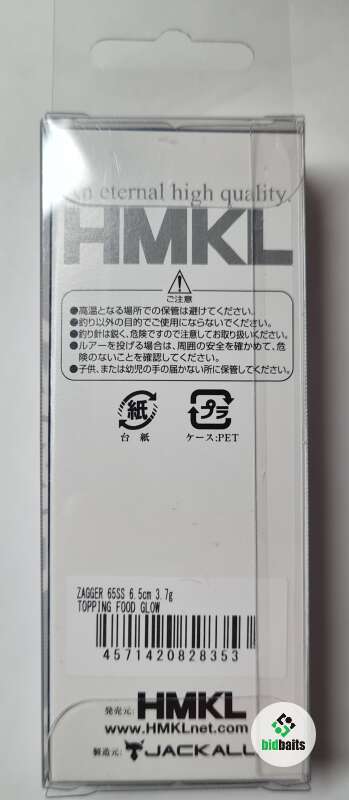 An eternal high quality.
HMKL
ご注意
●高温となる場所での保管は避けてください。
●釣り以外の目的でご使用にならないでください。
●釣り針は鋭く、危険ですので注意してお取り扱いください。
●ルアーを投げる場合は、周囲の安全を確かめて、危
険のないことを確認してください。
●子供、または幼児の手の届かない所に保管してください。
紙 プラ
台紙 ケース:PET
ZAGGER 65SS 6.5cm 3.7g
TOPPING FOOD GLOW
4571420828353
発売元: HMKL
www.HMKLnet.com
製造元: JACKALL
bidbaits